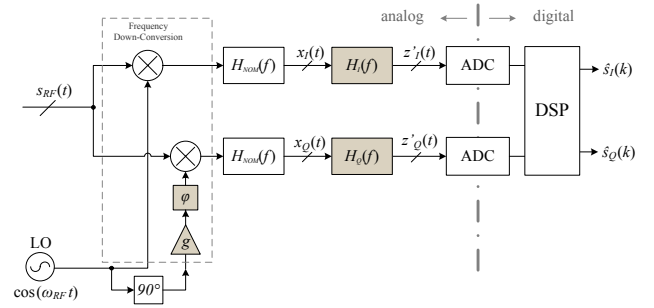 analog
digital
Frequency
Down-Conversion
s_RF(t)
H_NOM(f)
x_I(t)
H_I(f)
z'_I(t)
ADC
ŝ_I(k)
DSP
H_NOM(f)
x_Q(t)
H_Q(f)
z'_Q(t)
ADC
ŝ_Q(k)
φ
g
LO
cos(ω_RF t)
90°